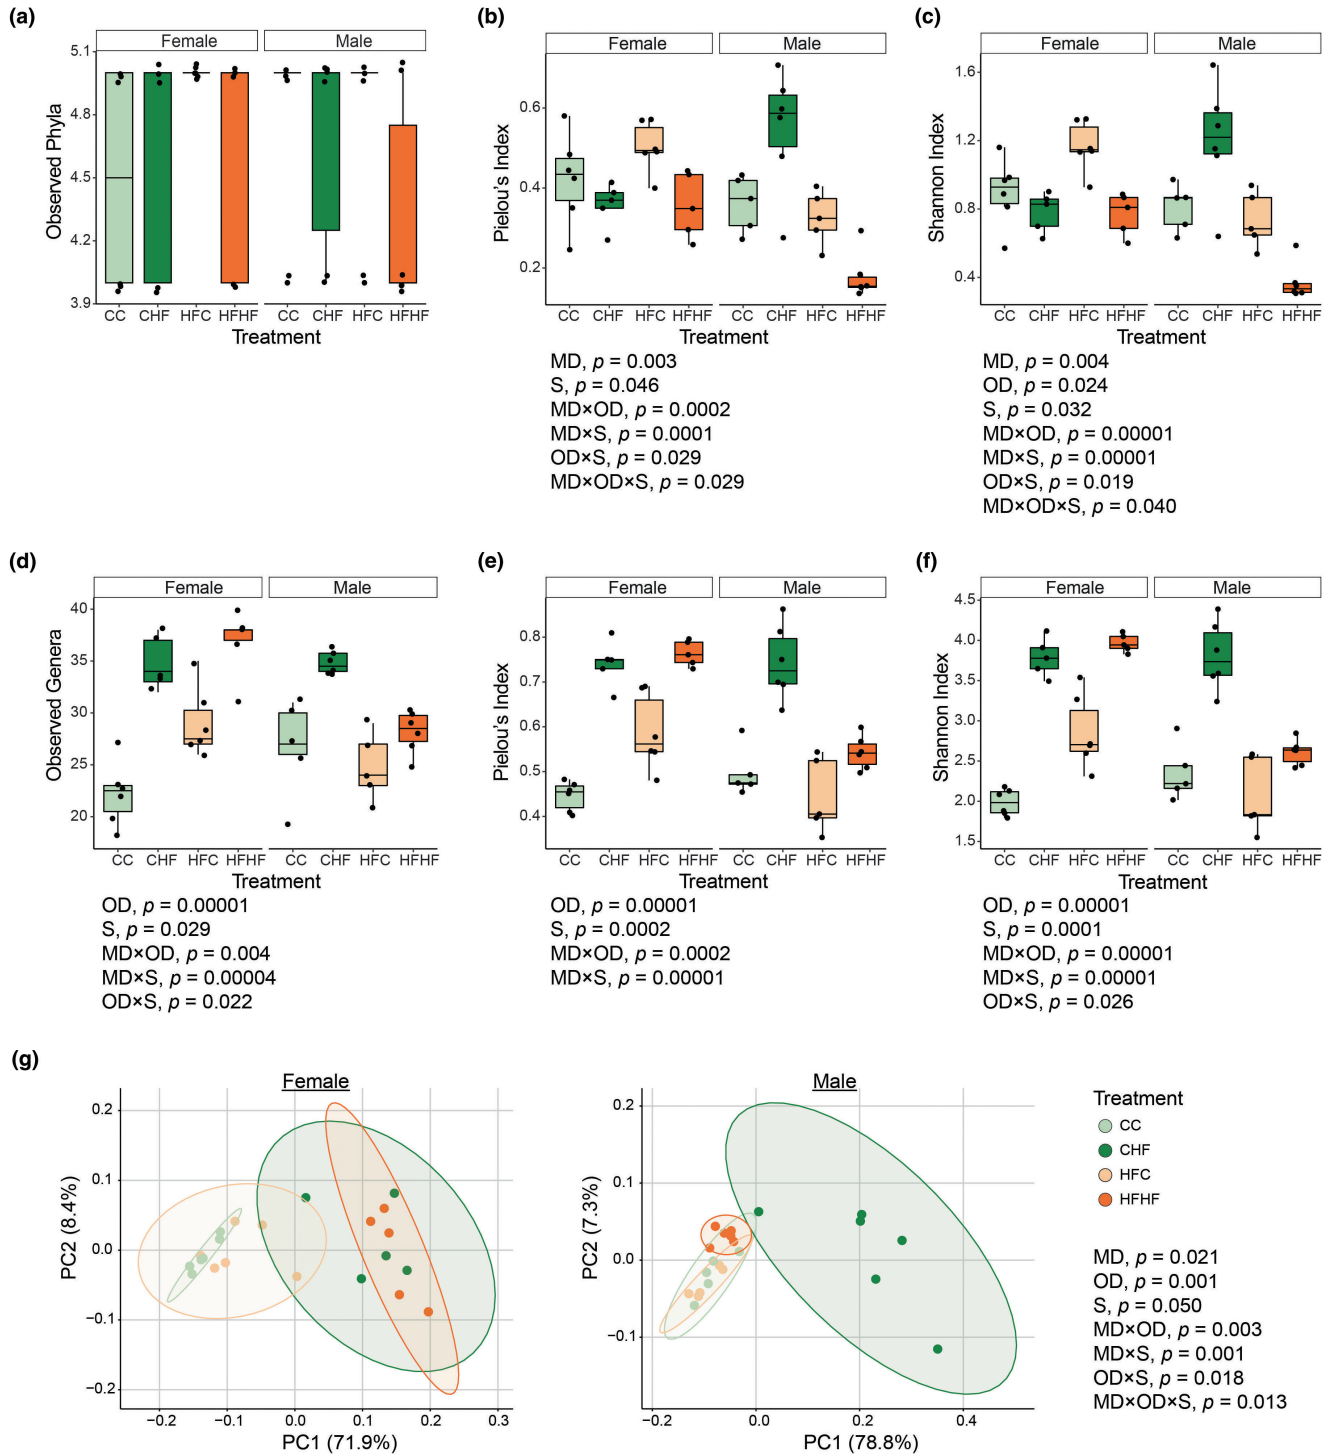 (a)
Female Male
5.1
4.8
4.5
4.2
3.9
Observed Phyla
CC CHF HFC HFHF CC CHF HFC HFHF
Treatment
(b)
Female Male
0.6
0.4
0.2
Pielou's Index
CC CHF HFC HFHF CC CHF HFC HFHF
Treatment
MD, p = 0.003
S, p = 0.046
MD×OD, p = 0.0002
MD×S, p = 0.0001
OD×S, p = 0.029
MD×OD×S, p = 0.029
(c)
Female Male
1.6
1.2
0.8
0.4
Shannon Index
CC CHF HFC HFHF CC CHF HFC HFHF
Treatment
MD, p = 0.004
OD, p = 0.024
S, p = 0.032
MD×OD, p = 0.00001
MD×S, p = 0.00001
OD×S, p = 0.019
MD×OD×S, p = 0.040
(d)
Female Male
40
35
30
25
20
Observed Genera
CC CHF HFC HFHF CC CHF HFC HFHF
Treatment
OD, p = 0.00001
S, p = 0.029
MD×OD, p = 0.004
MD×S, p = 0.00004
OD×S, p = 0.022
(e)
Female Male
0.8
0.7
0.6
0.5
0.4
Pielou's Index
CC CHF HFC HFHF CC CHF HFC HFHF
Treatment
OD, p = 0.00001
S, p = 0.0002
MD×OD, p = 0.0002
MD×S, p = 0.00001
(f)
Female Male
4.5
4.0
3.5
3.0
2.5
2.0
1.5
Shannon Index
CC CHF HFC HFHF CC CHF HFC HFHF
Treatment
OD, p = 0.00001
S, p = 0.0001
MD×OD, p = 0.00001
MD×S, p = 0.00001
OD×S, p = 0.026
(g)
Female
0.2
0.1
0.0
−0.1
−0.2
PC2 (8.4%)
−0.2 −0.1 0.0 0.1 0.2 0.3
PC1 (71.9%)
Male
0.2
0.1
0.0
−0.1
PC2 (7.3%)
−0.2 0.0 0.2 0.4
PC1 (78.8%)
Treatment
CC
CHF
HFC
HFHF
MD, p = 0.021
OD, p = 0.001
S, p = 0.050
MD×OD, p = 0.003
MD×S, p = 0.001
OD×S, p = 0.018
MD×OD×S, p = 0.013